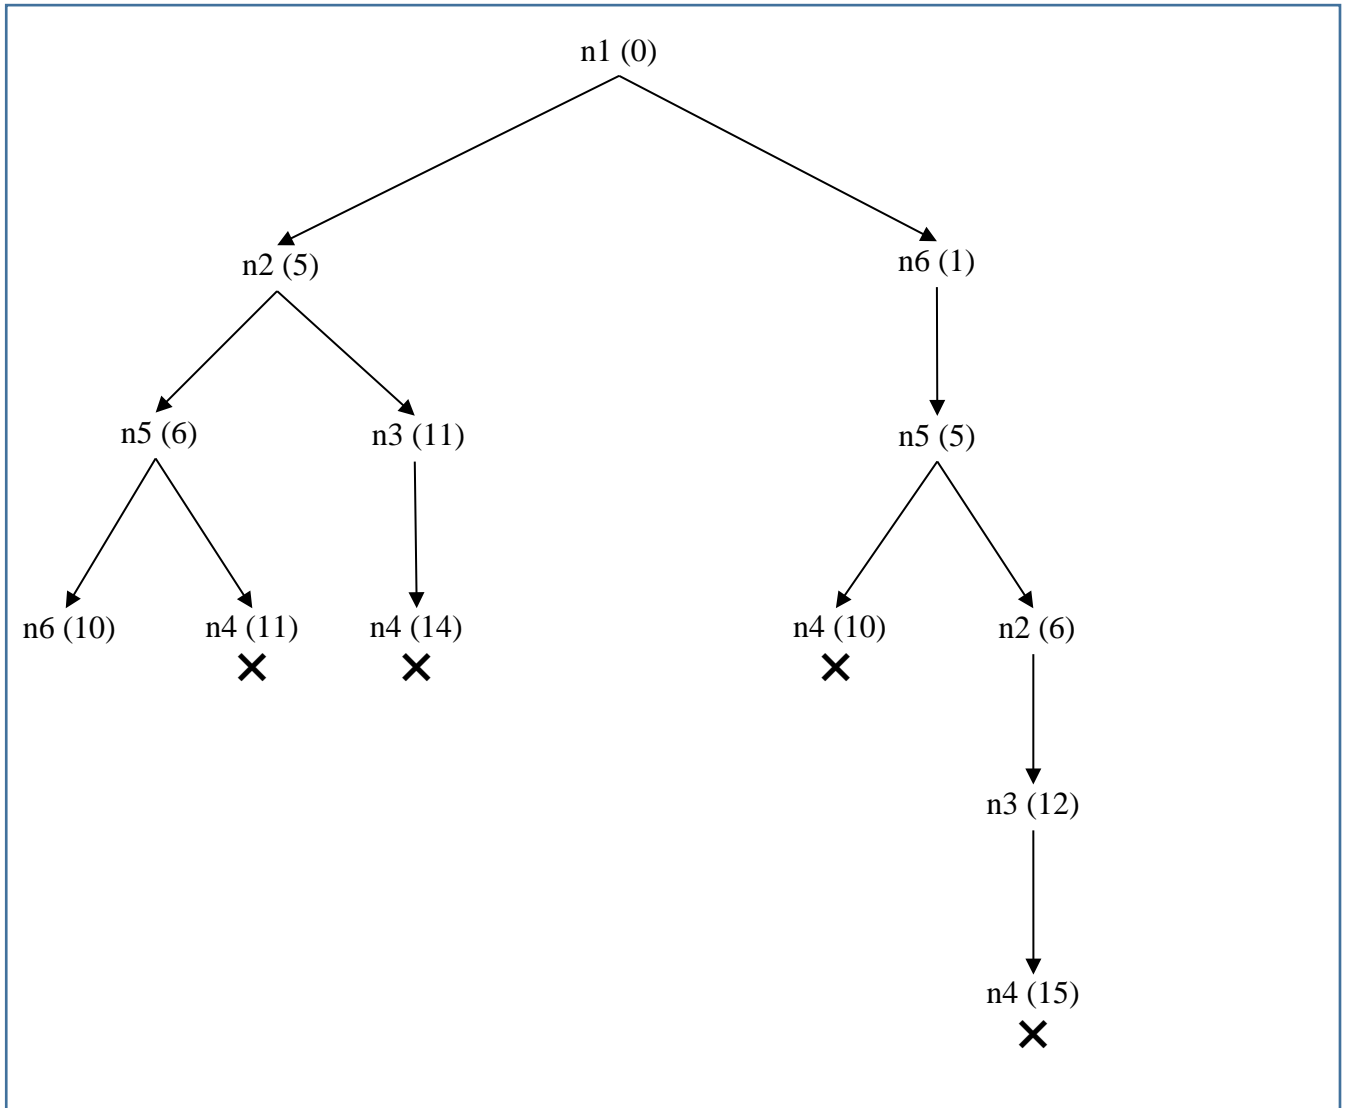 n1 (0)
n2 (5)
n6 (1)
n5 (6)
n3 (11)
n5 (5)
n6 (10)
n4 (11)
n4 (14)
n4 (10)
n2 (6)
n3 (12)
n4 (15)